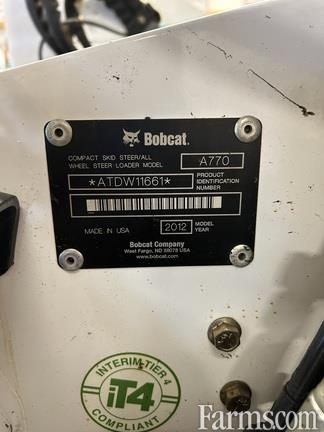 Bobcat
COMPACT SKID STEER/ALL
WHEEL STEER LOADER MODEL
A770
*ATDW11661*
PRODUCT
IDENTIFICATION
NUMBER
MADE IN USA
2012
MODEL
YEAR
Bobcat Company
West Fargo, ND 58078 USA
www.bobcat.com
INTERIM-TIER 4
iT4
COMPLIANT
Farms.com